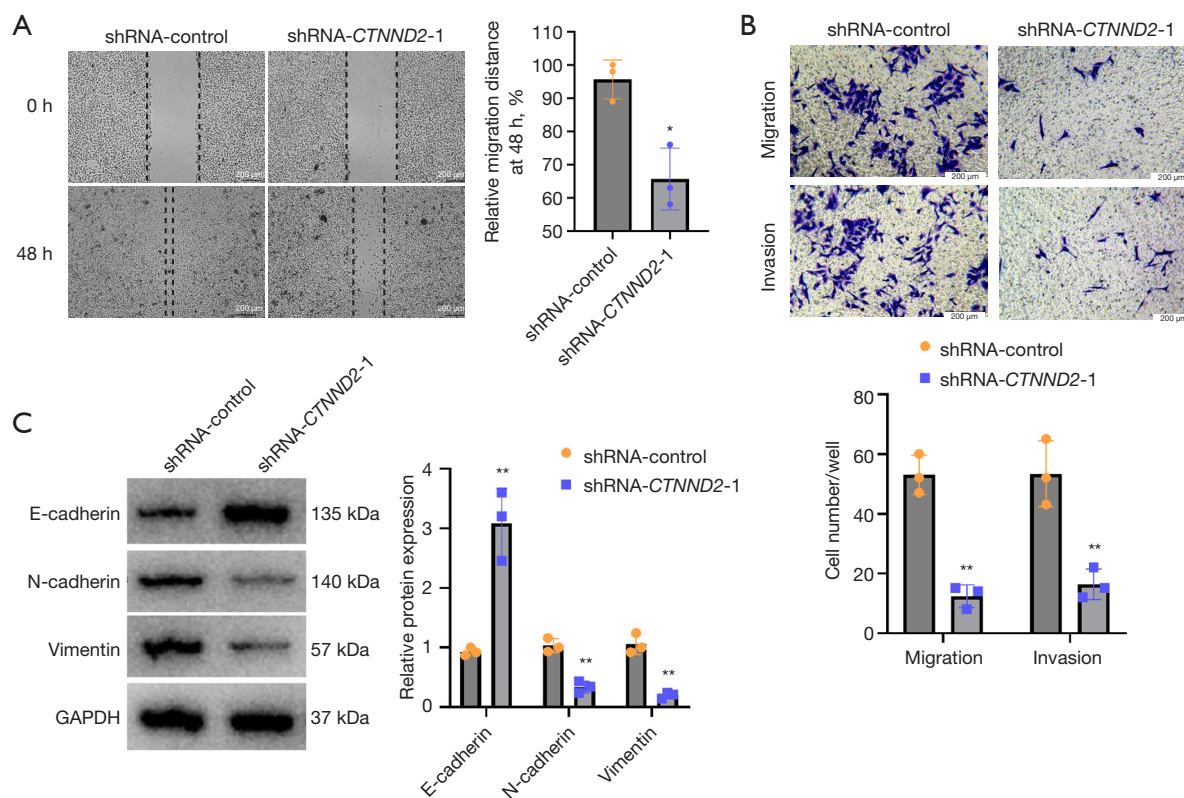 A
shRNA-control
shRNA-CTNND2-1
0 h
200 μm
200 μm
48 h
200 μm
200 μm
Relative migration distance
at 48 h, %
100
90
80
70
60
50
*
shRNA-control
shRNA-CTNND2-1
B
shRNA-control
shRNA-CTNND2-1
Migration
200 μm
200 μm
Invasion
200 μm
200 μm
shRNA-control
shRNA-CTNND2-1
Cell number/well
80
60
40
20
0
**
**
Migration
Invasion
C
shRNA-control
shRNA-CTNND2-1
E-cadherin
135 kDa
N-cadherin
140 kDa
Vimentin
57 kDa
GAPDH
37 kDa
shRNA-control
shRNA-CTNND2-1
Relative protein expression
4
3
2
1
0
**
**
**
E-cadherin
N-cadherin
Vimentin
110